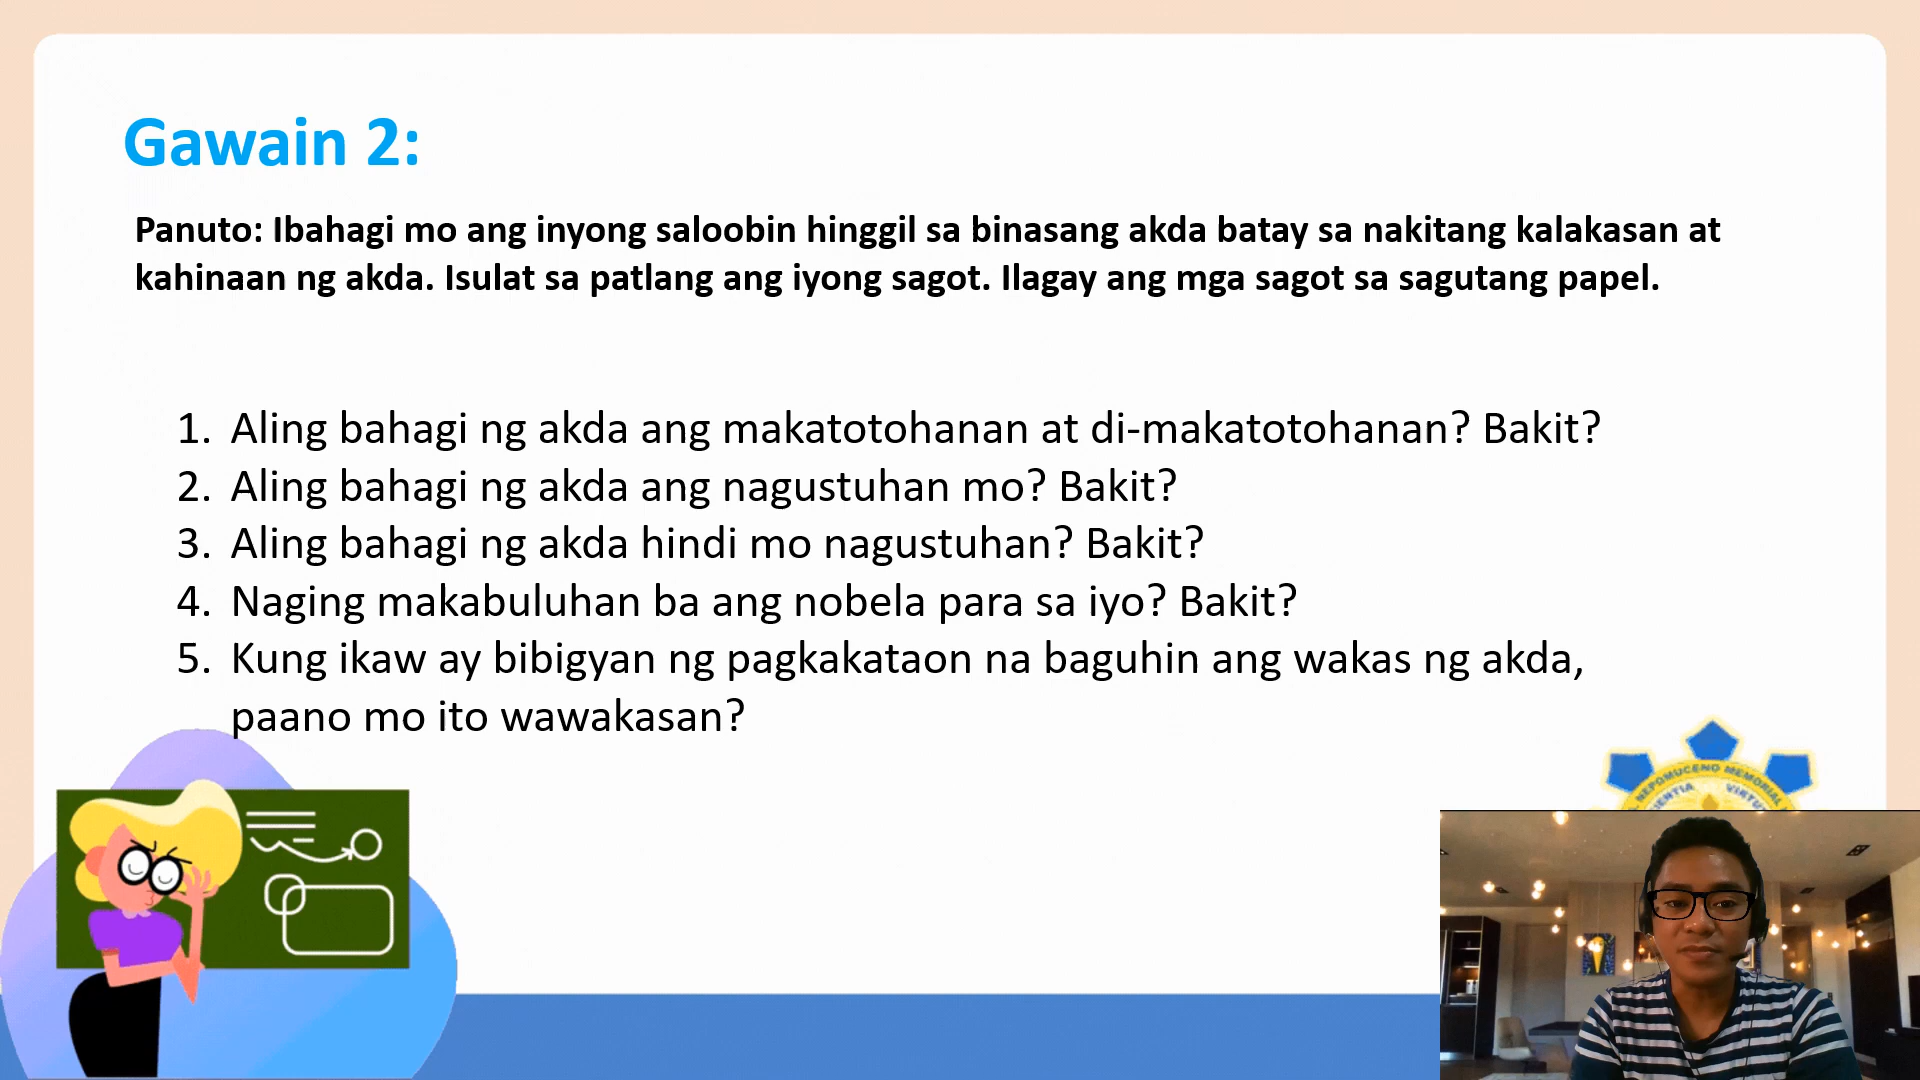 Gawain 2:
Panuto: Ibahagi mo ang inyong saloobin hinggil sa binasang akda batay sa nakitang kalakasan at
kahinaan ng akda. Isulat sa patlang ang iyong sagot. Ilagay ang mga sagot sa sagutang papel.
1. Aling bahagi ng akda ang makatotohanan at di-makatotohanan? Bakit?
2. Aling bahagi ng akda ang nagustuhan mo? Bakit?
3. Aling bahagi ng akda hindi mo nagustuhan? Bakit?
4. Naging makabuluhan ba ang nobela para sa iyo? Bakit?
5. Kung ikaw ay bibigyan ng pagkakataon na baguhin ang wakas ng akda,
paano mo ito wawakasan?
NEPOMUCENO MEMORIAL